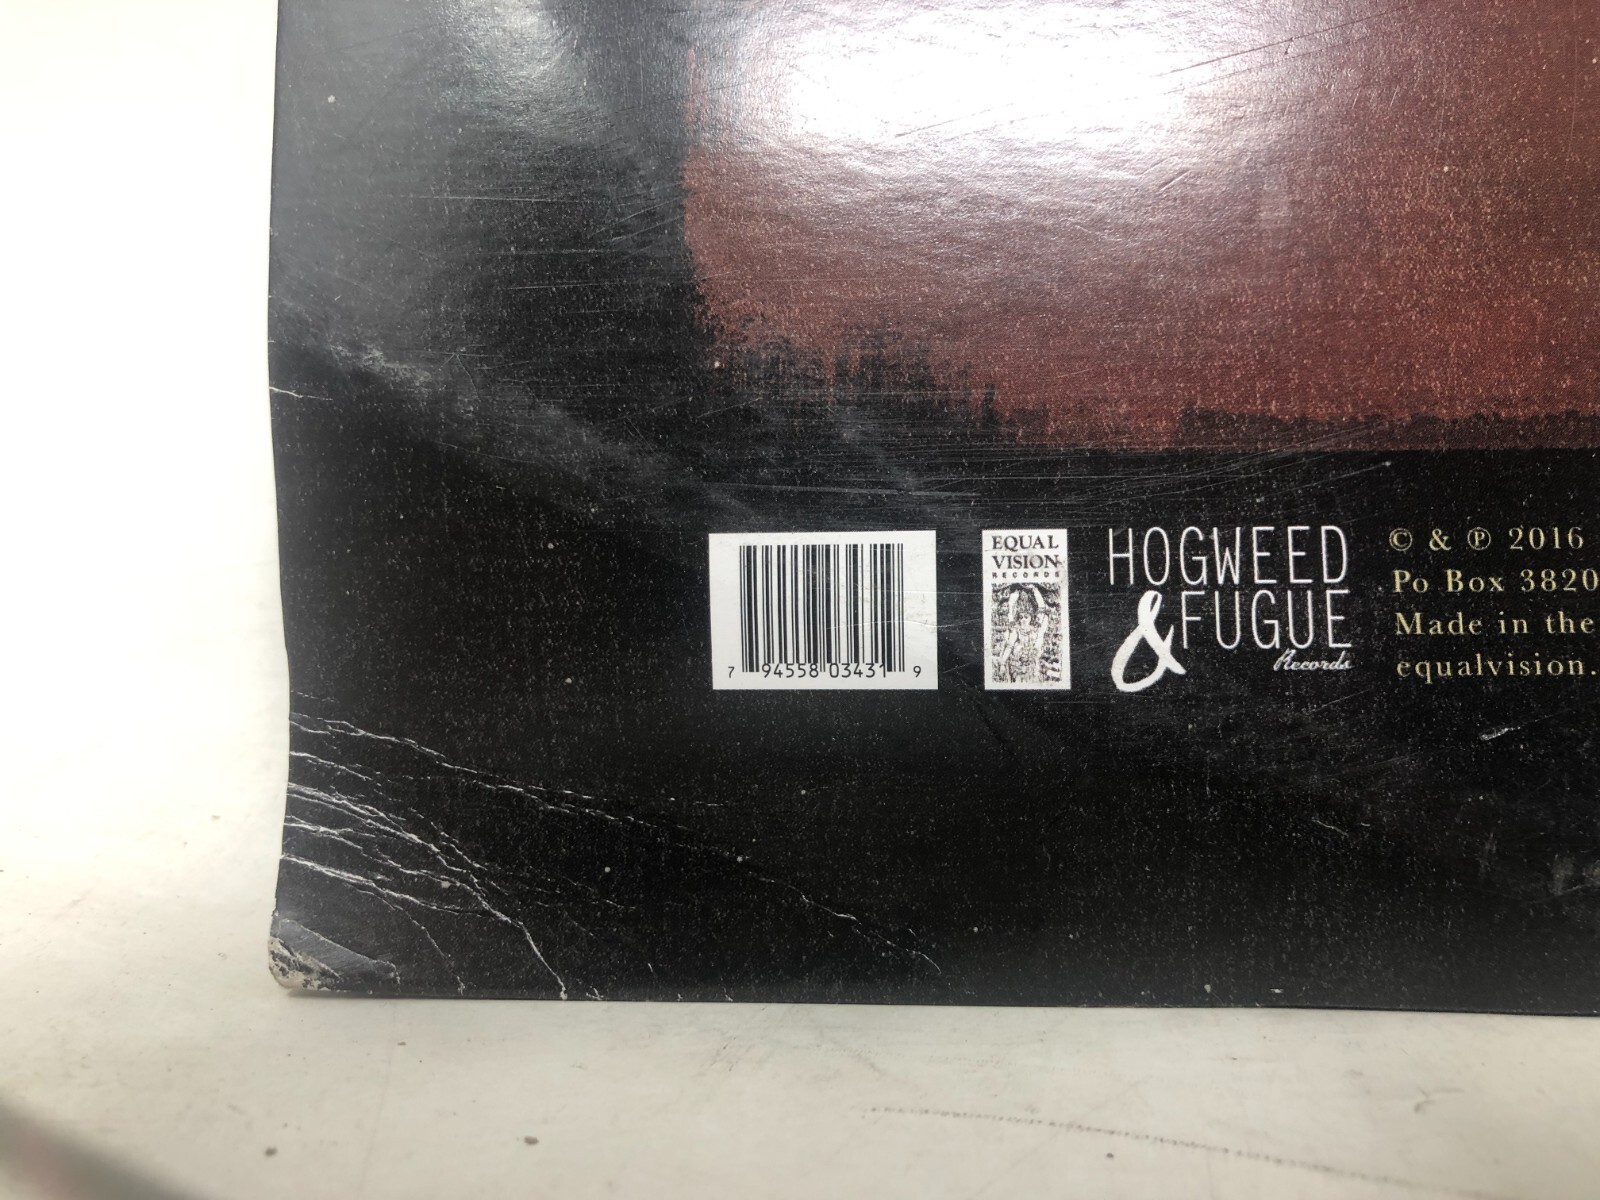 7 94558 03431 9
EQUAL
VISION
RECORDS
HOGWEED
& FUGUE
Records
© & ℗ 2016
Po Box 3820
Made in the
equalvision.